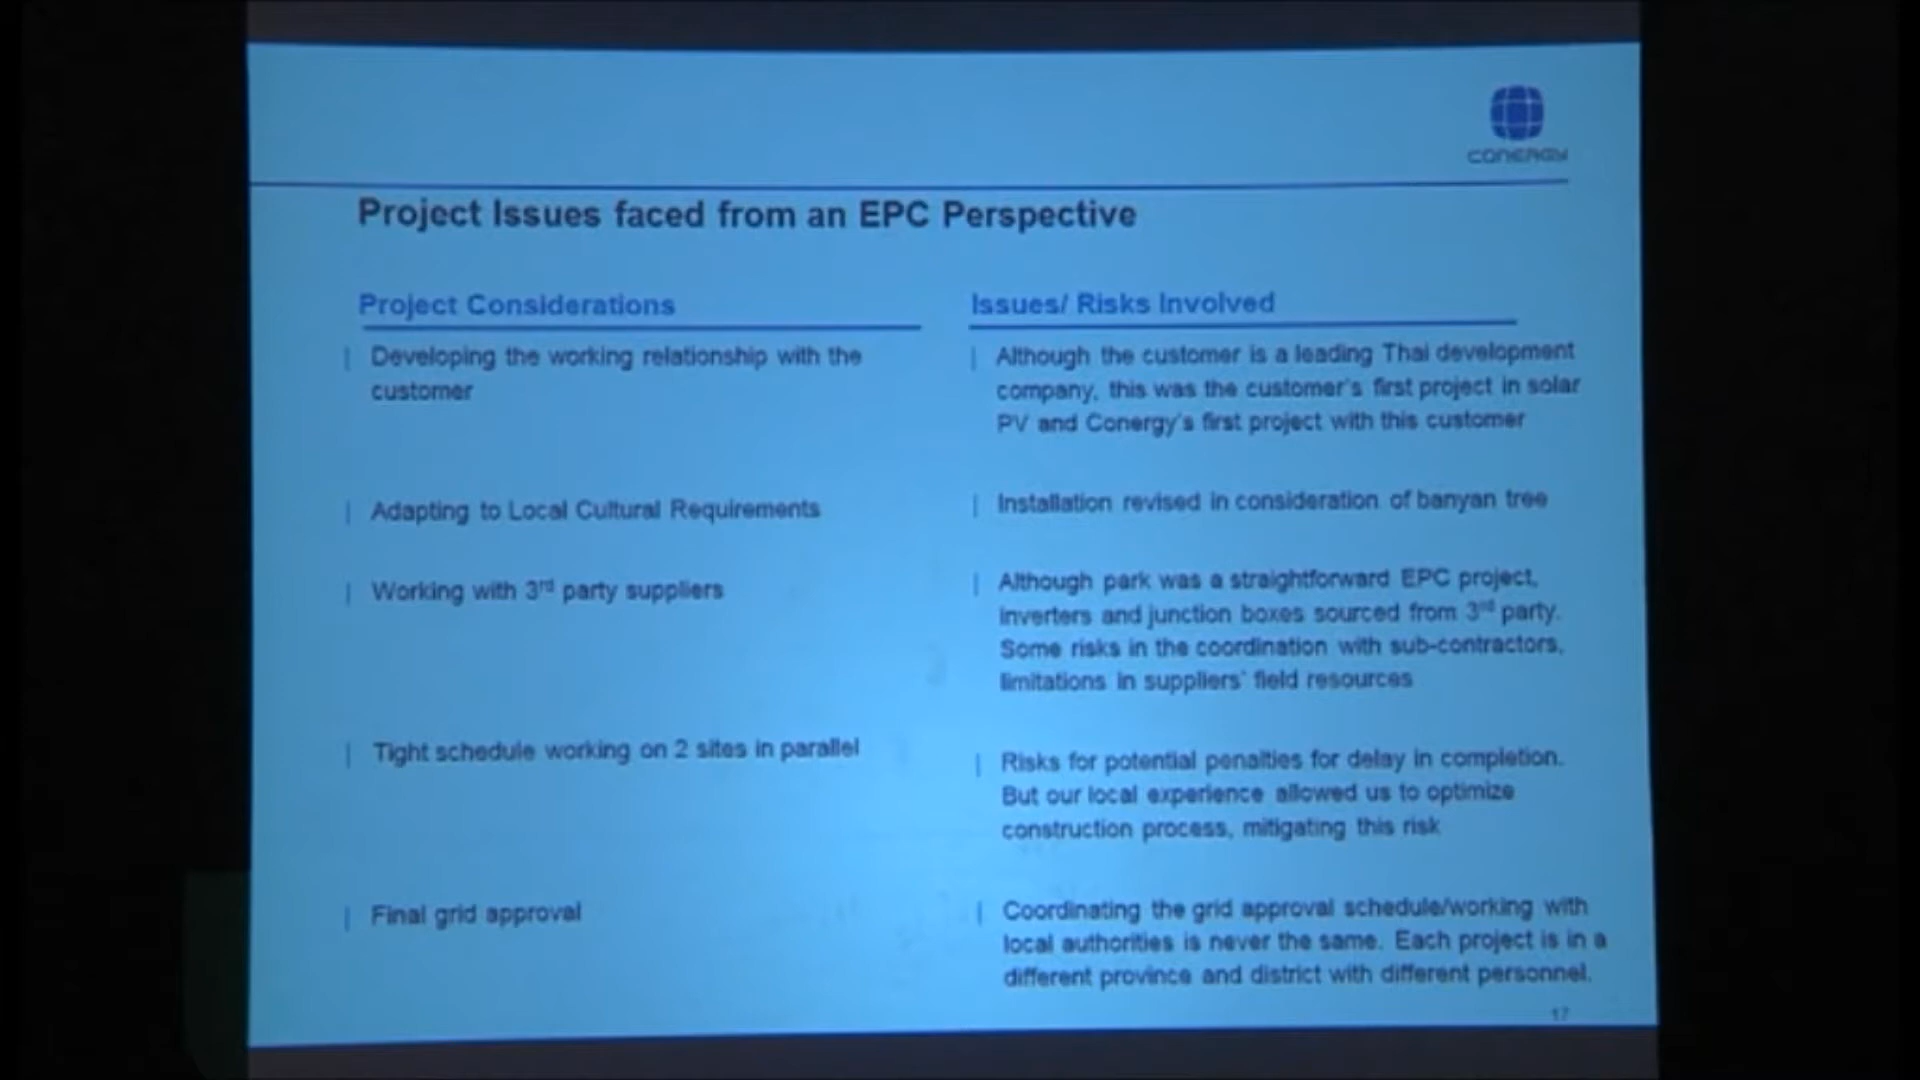 CONERGY
Project Issues faced from an EPC Perspective
Project Considerations
Issues/ Risks Involved
Developing the working relationship with the
customer
Although the customer is a leading Thai development
company, this was the customer's first project in solar
PV and Conergy's first project with this customer
Adapting to Local Cultural Requirements
Installation revised in consideration of banyan tree
Working with 3rd party suppliers
Although park was a straightforward EPC project,
inverters and junction boxes sourced from 3rd party.
Some risks in the coordination with sub-contractors,
limitations in suppliers' field resources
Tight schedule working on 2 sites in parallel
Risks for potential penalties for delay in completion.
But our local experience allowed us to optimize
construction process, mitigating this risk
Final grid approval
Coordinating the grid approval schedule/working with
local authorities is never the same. Each project is in a
different province and district with different personnel.
17